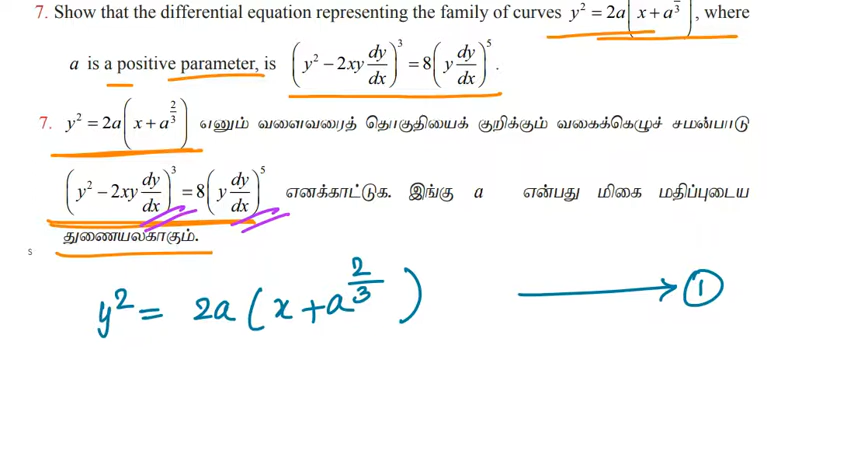 7. Show that the differential equation representing the family of curves y² = 2a(x + a^(2/3)), where
a is a positive parameter, is (y² − 2xy dy/dx)³ = 8(y dy/dx)⁵.
7. y² = 2a(x + a^(2/3)) எனும் வளைவரைத் தொகுதியைக் குறிக்கும் வகைக்கெழுச் சமன்பாடு
(y² − 2xy dy/dx)³ = 8(y dy/dx)⁵ எனக்காட்டுக. இங்கு a என்பது மிகை மதிப்புடைய
துணையலகாகும்.
s
y² = 2a(x + a^(2/3)) ⟶ ①